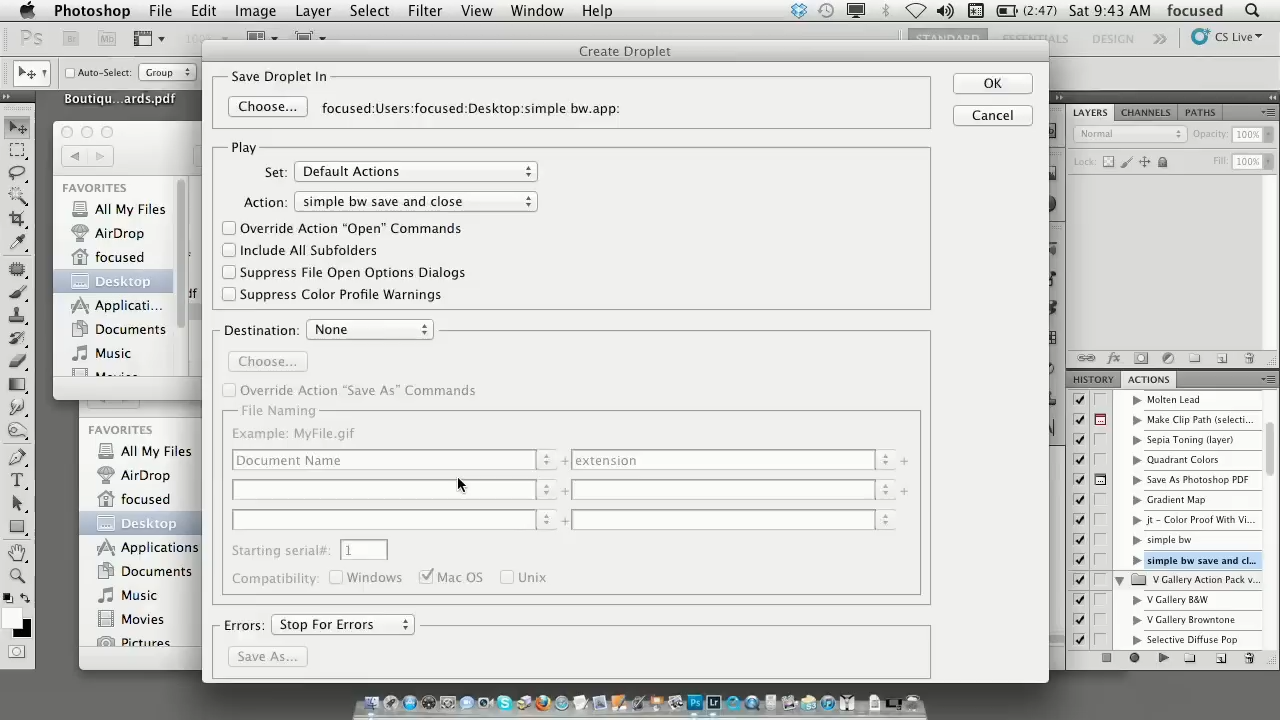 Photoshop File Edit Image Layer Select Filter View Window Help (2:47) Sat 9:43 AM focused
Ps Br Mb 100% STANDARD ESSENTIALS DESIGN CS Live
Auto-Select: Group
Boutiqu...ards.pdf
FAVORITES
All My Files
AirDrop
focused
Desktop
Applicati...
Documents
Music
FAVORITES
All My Files
AirDrop
focused
Desktop
Applications
Documents
Music
Movies
Pictures
Create Droplet
Save Droplet In
Choose... focused:Users:focused:Desktop:simple bw.app:
OK
Cancel
Play
Set: Default Actions
Action: simple bw save and close
Override Action “Open” Commands
Include All Subfolders
Suppress File Open Options Dialogs
Suppress Color Profile Warnings
Destination: None
Choose...
Override Action “Save As” Commands
File Naming
Example: MyFile.gif
Document Name + extension +
+ +
+
Starting serial#: 1
Compatibility: Windows Mac OS Unix
Errors: Stop For Errors
Save As...
LAYERS CHANNELS PATHS
Normal Opacity: 100%
Lock: Fill: 100%
HISTORY ACTIONS
Molten Lead
Make Clip Path (selecti...
Sepia Toning (layer)
Quadrant Colors
Save As Photoshop PDF
Gradient Map
jt - Color Proof With Vi...
simple bw
simple bw save and cl...
V Gallery Action Pack v...
V Gallery B&W
V Gallery Browntone
Selective Diffuse Pop